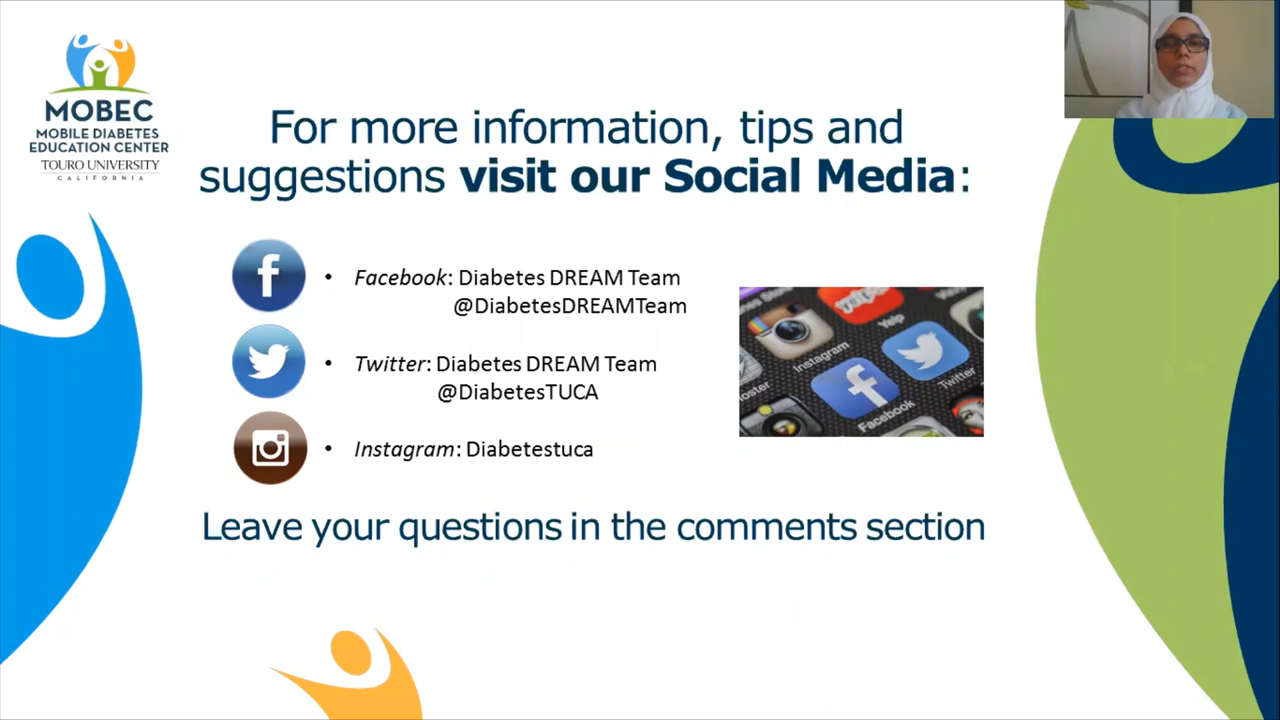 MOBEC
MOBILE DIABETES
EDUCATION CENTER
TOURO UNIVERSITY
CALIFORNIA
For more information, tips and
suggestions visit our Social Media:
• Facebook: Diabetes DREAM Team
@DiabetesDREAMTeam
• Twitter: Diabetes DREAM Team
@DiabetesTUCA
• Instagram: Diabetestuca
yelp
Yelp
Instagram
Twitter
Facebook
Leave your questions in the comments section